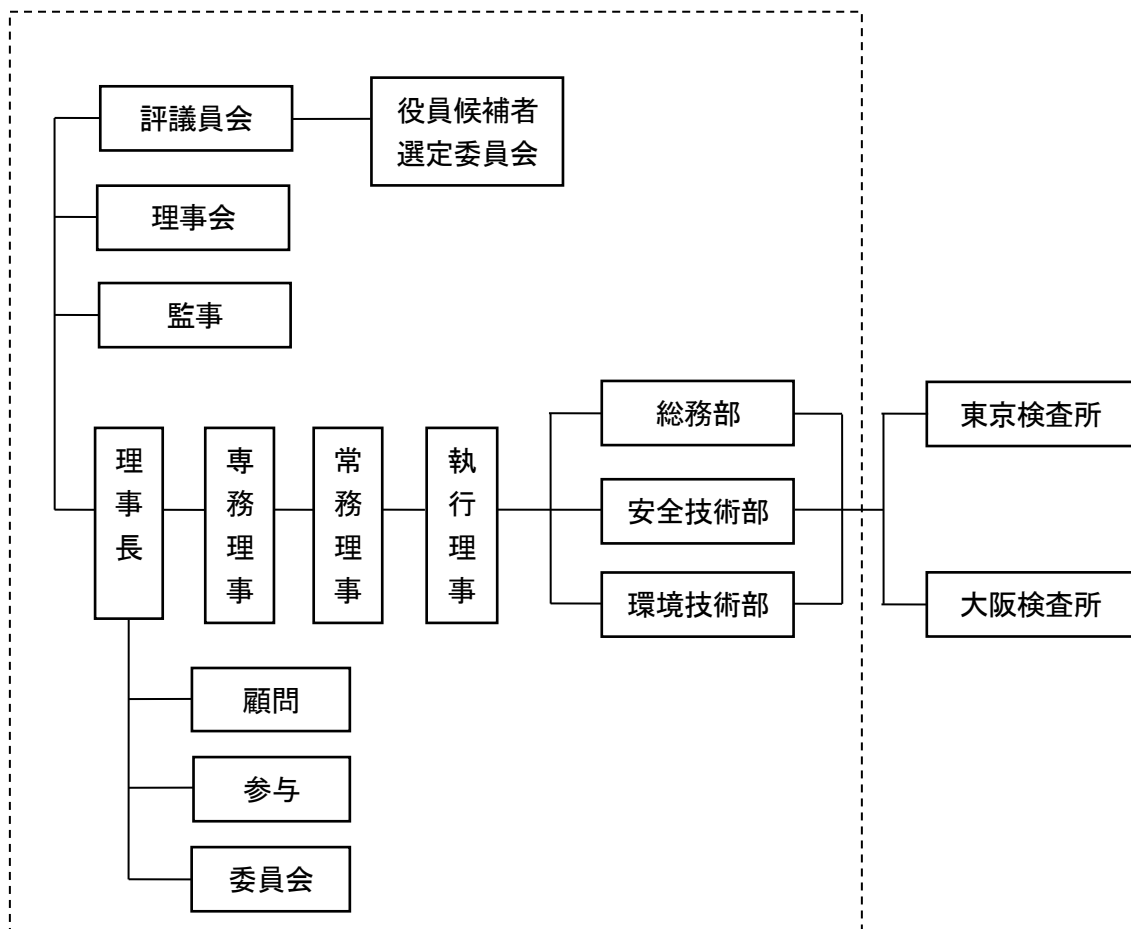 評議員会
役員候補者
選定委員会
理事会
監事
理事長
専務理事
常務理事
執行理事
総務部
安全技術部
環境技術部
東京検査所
大阪検査所
顧問
参与
委員会